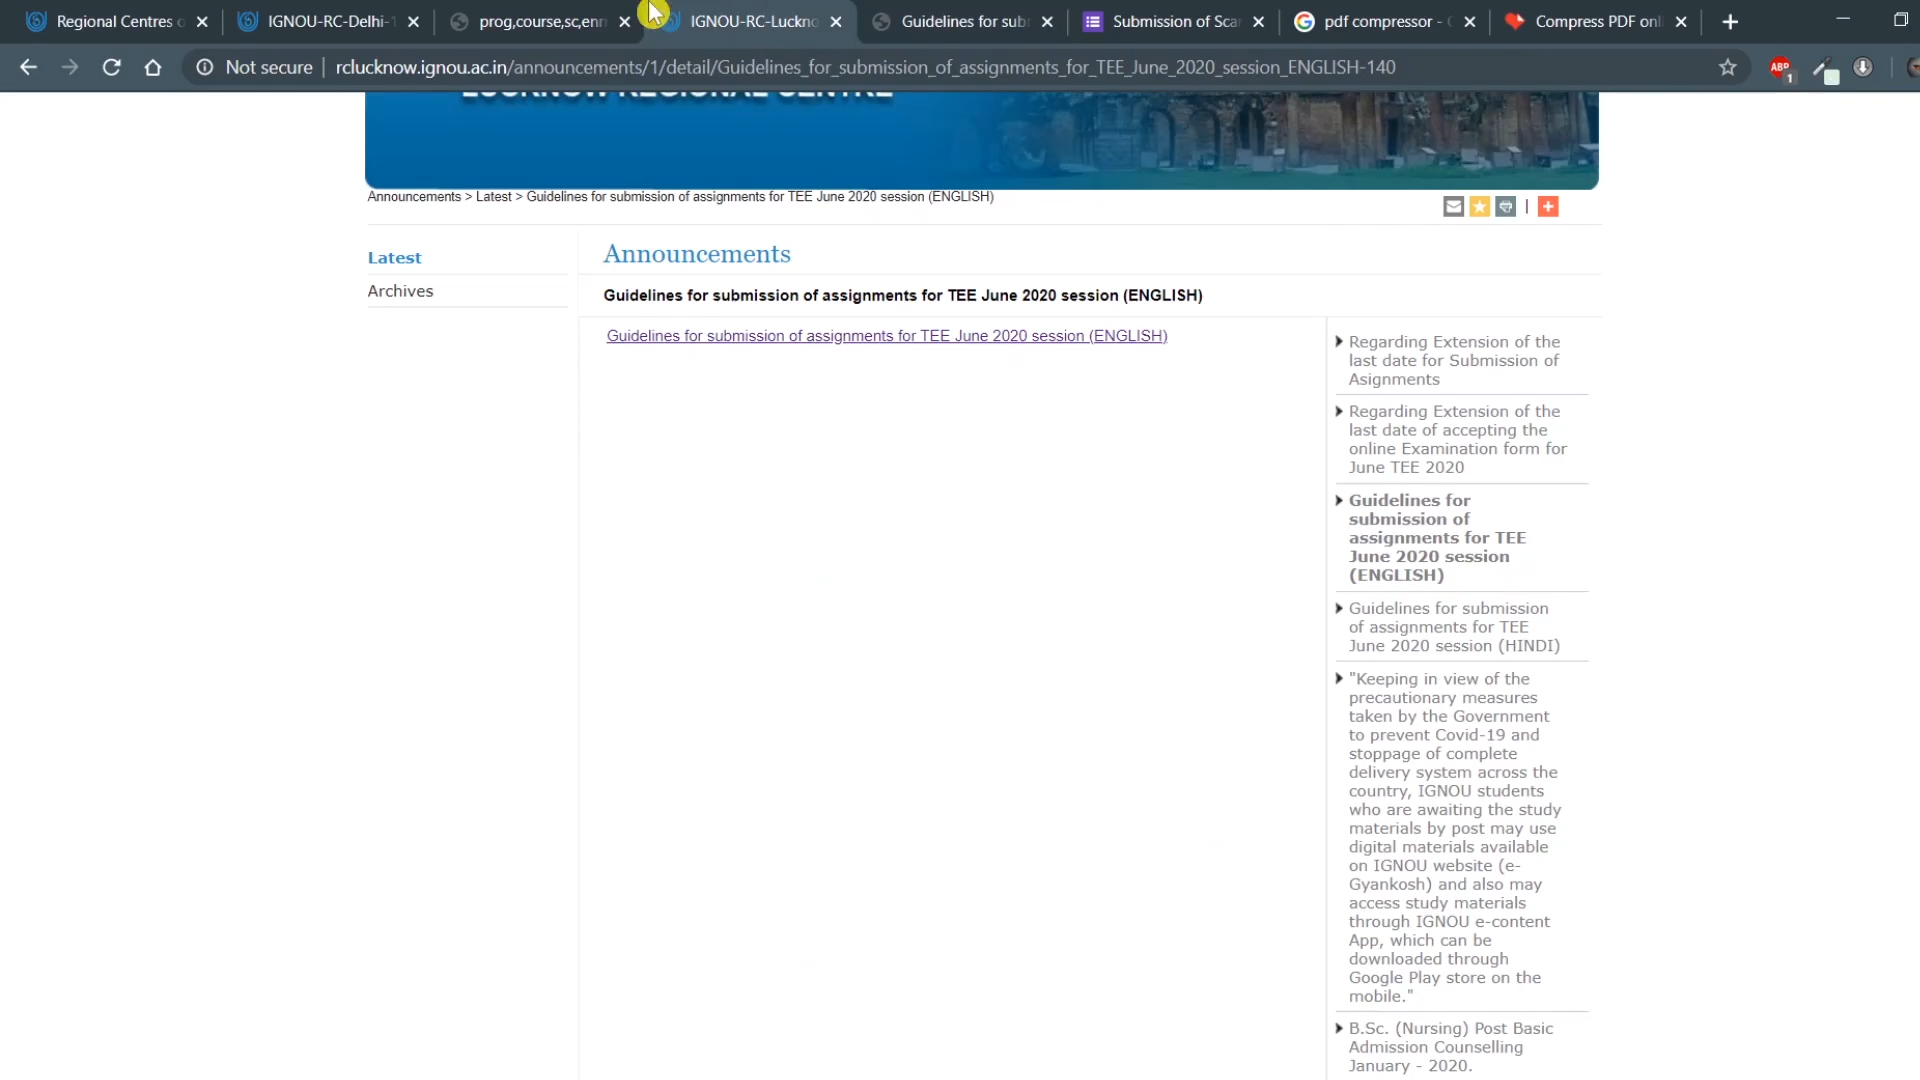 Regional Centres o
IGNOU-RC-Delhi-1
prog,course,sc,enr
IGNOU-RC-Luckno
Guidelines for sub
Submission of Sca
pdf compressor - G
Compress PDF onl
Not secure
rclucknow.ignou.ac.in/announcements/1/detail/Guidelines_for_submission_of_assignments_for_TEE_June_2020_session_ENGLISH-140
ABP
1
LUCKNOW REGIONAL CENTRE
Announcements > Latest > Guidelines for submission of assignments for TEE June 2020 session (ENGLISH)
Latest
Archives
Announcements
Guidelines for submission of assignments for TEE June 2020 session (ENGLISH)
Guidelines for submission of assignments for TEE June 2020 session (ENGLISH)
Regarding Extension of the
last date for Submission of
Asignments
Regarding Extension of the
last date of accepting the
online Examination form for
June TEE 2020
Guidelines for
submission of
assignments for TEE
June 2020 session
(ENGLISH)
Guidelines for submission
of assignments for TEE
June 2020 session (HINDI)
"Keeping in view of the
precautionary measures
taken by the Government
to prevent Covid-19 and
stoppage of complete
delivery system across the
country, IGNOU students
who are awaiting the study
materials by post may use
digital materials available
on IGNOU website (e-
Gyankosh) and also may
access study materials
through IGNOU e-content
App, which can be
downloaded through
Google Play store on the
mobile."
B.Sc. (Nursing) Post Basic
Admission Counselling
January - 2020.